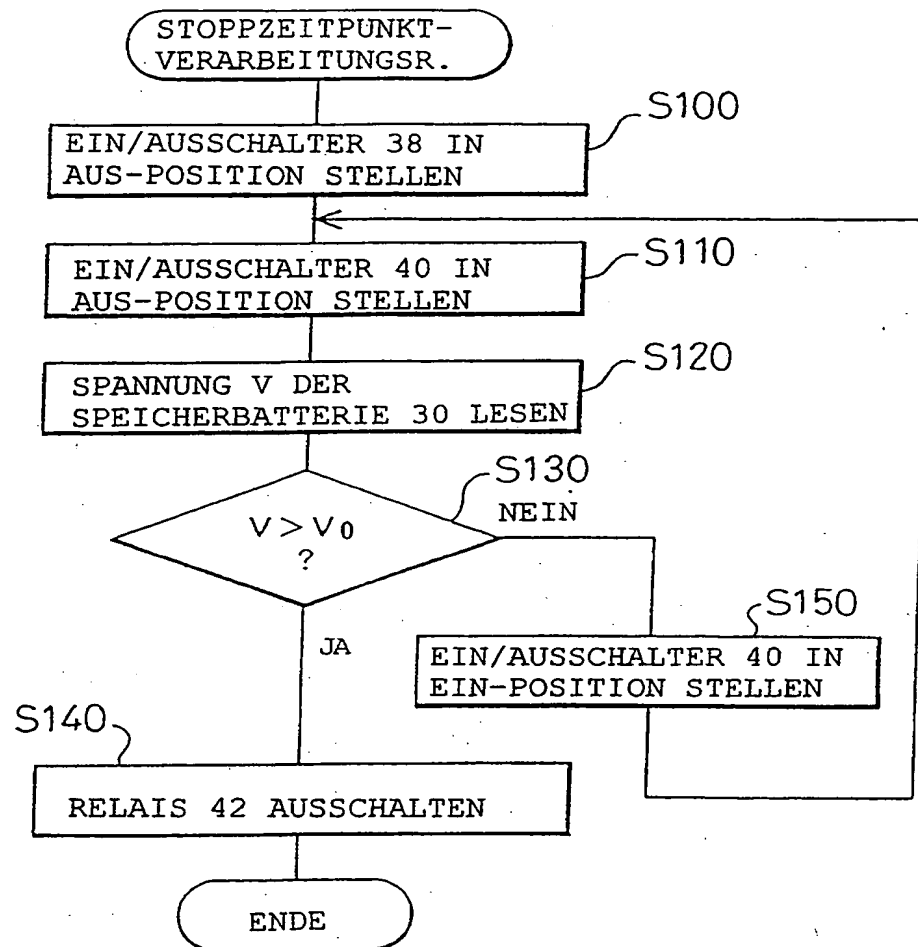 STOPPZEITPUNKT-
VERARBEITUNGSR.
S100
EIN/AUSSCHALTER 38 IN
AUS-POSITION STELLEN
S110
EIN/AUSSCHALTER 40 IN
AUS-POSITION STELLEN
S120
SPANNUNG V DER
SPEICHERBATTERIE 30 LESEN
S130
V > V0
?
NEIN
JA
S150
EIN/AUSSCHALTER 40 IN
EIN-POSITION STELLEN
S140
RELAIS 42 AUSSCHALTEN
ENDE